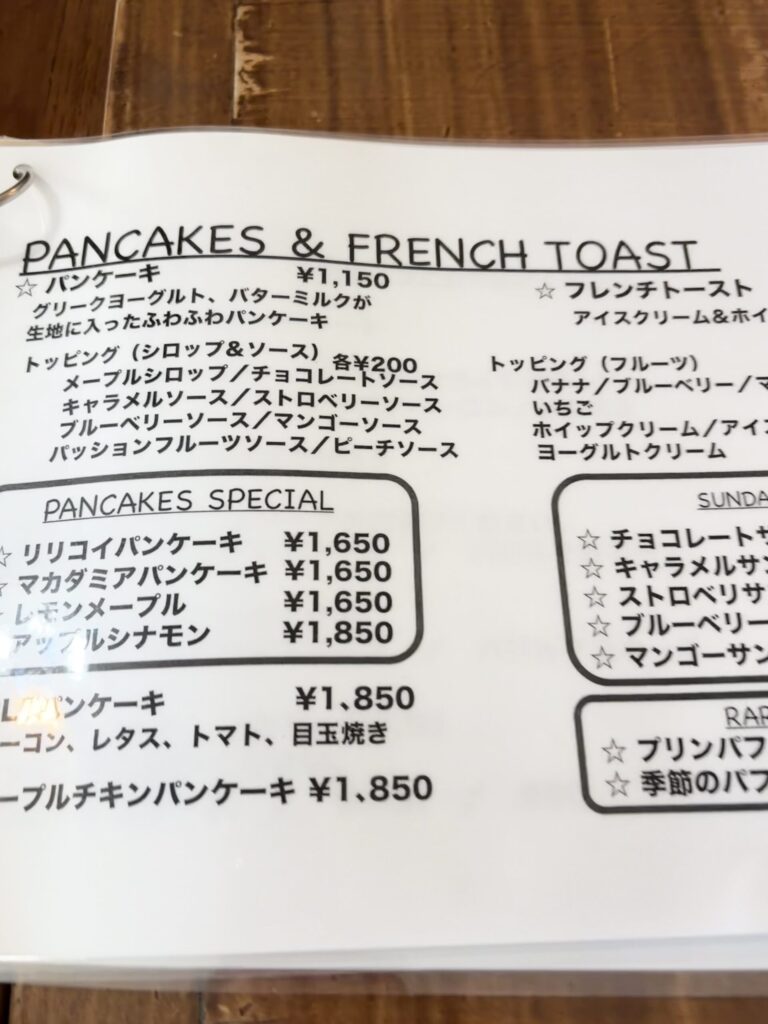 PANCAKES & FRENCH TOAST
☆ パンケーキ ¥1,150
グリークヨーグルト、バターミルクが
生地に入ったふわふわパンケーキ
トッピング（シロップ&ソース） 各¥200
メープルシロップ／チョコレートソース
キャラメルソース／ストロベリーソース
ブルーベリーソース／マンゴーソース
パッションフルーツソース／ピーチソース
PANCAKES SPECIAL
☆ リリコイパンケーキ ¥1,650
☆ マカダミアパンケーキ ¥1,650
☆ レモンメープル ¥1,650
アップルシナモン ¥1,850
パンケーキ ¥1、850
ーコン、レタス、トマト、目玉焼き
ープルチキンパンケーキ ¥1、850
☆ フレンチトースト
アイスクリーム&ホイ
トッピング（フルーツ）
バナナ／ブルーベリー／マ
いちご
ホイップクリーム／アイ
ヨーグルトクリーム
SUNDA
☆ チョコレートサ
☆ キャラメルサン
☆ ストロベリサ
☆ ブルーベリー
☆ マンゴーサン
☆ プリンパフ
☆ 季節のパフ